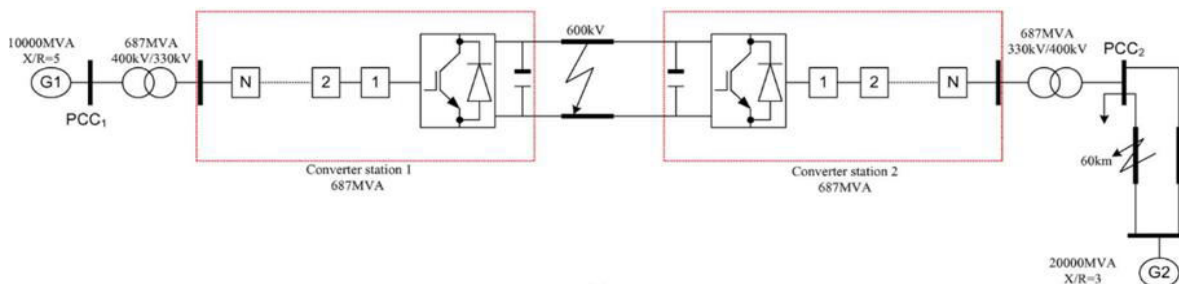 10000MVA
X/R=5
G1
PCC1
687MVA
400kV/330kV
N
2
1
Converter station 1
687MVA
600kV
1
2
N
Converter station 2
687MVA
687MVA
330kV/400kV
PCC2
60km
20000MVA
X/R=3
G2